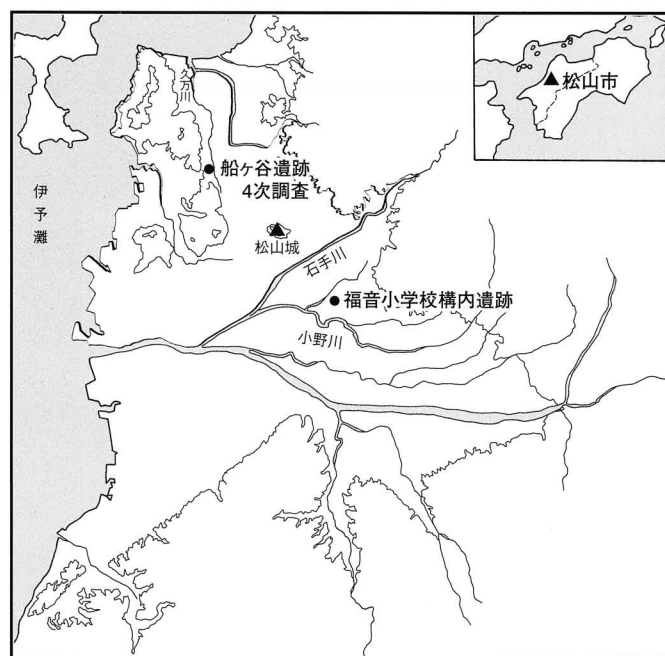 久万川
松山市
船ヶ谷遺跡
4次調査
伊予灘
松山城
石手川
福音小学校構内遺跡
小野川